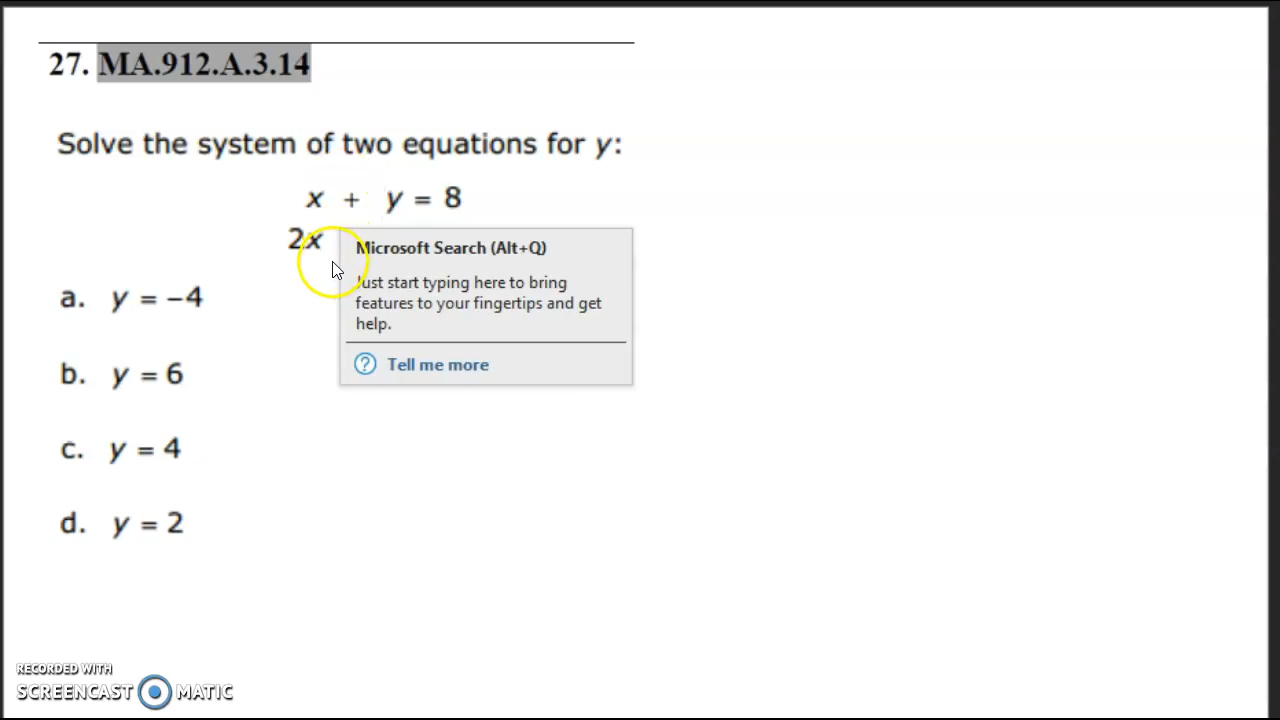 27. MA.912.A.3.14
Solve the system of two equations for y:
x + y = 8
2x
Microsoft Search (Alt+Q)
Just start typing here to bring
features to your fingertips and get
help.
Tell me more
a. y = −4
b. y = 6
c. y = 4
d. y = 2
RECORDED WITH
SCREENCAST MATIC